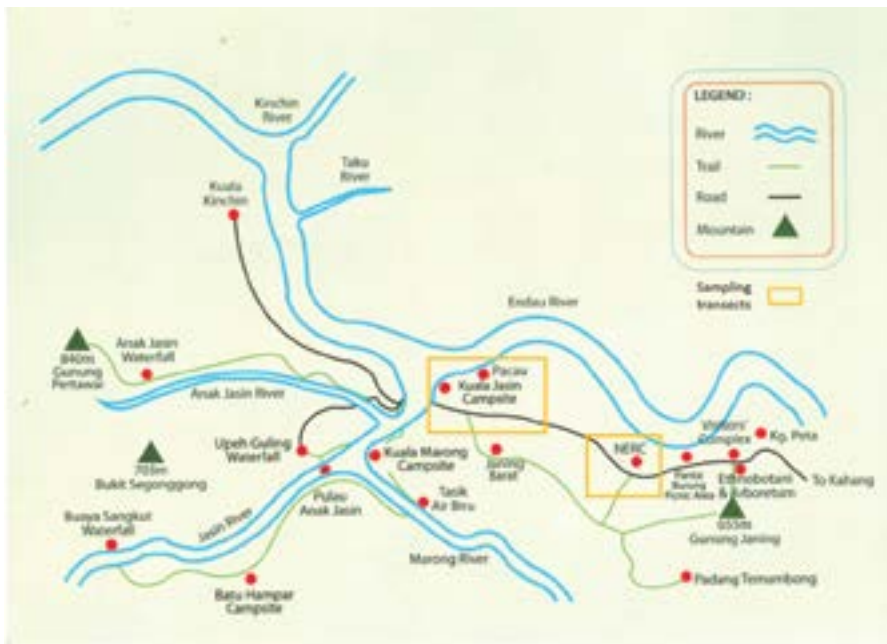 Kinchin
River
Taku
River
Kuala
Kinchin
LEGEND :
River
Trail
Road
Mountain
Sampling
transects
Endau River
Anak Jasin
Waterfall
840m
Gunung
Pertawai
Anak Jasin River
Pacau
Kuala Jasin
Campsite
Upeh Guling
Waterfall
Kuala Marong
Campsite
Janing
Barat
NERC
Visitors'
Complex
Kg. Peta
Picnic Area
& Arboretum
To Kahang
703m
Bukit Segonggong
Pulau
Anak Jasin
Tasik
Air Biru
655m
Gunung Janing
Buaya Sangkut
Waterfall
Jasin River
Marong River
Batu Hampar
Campsite
Padang Temambong